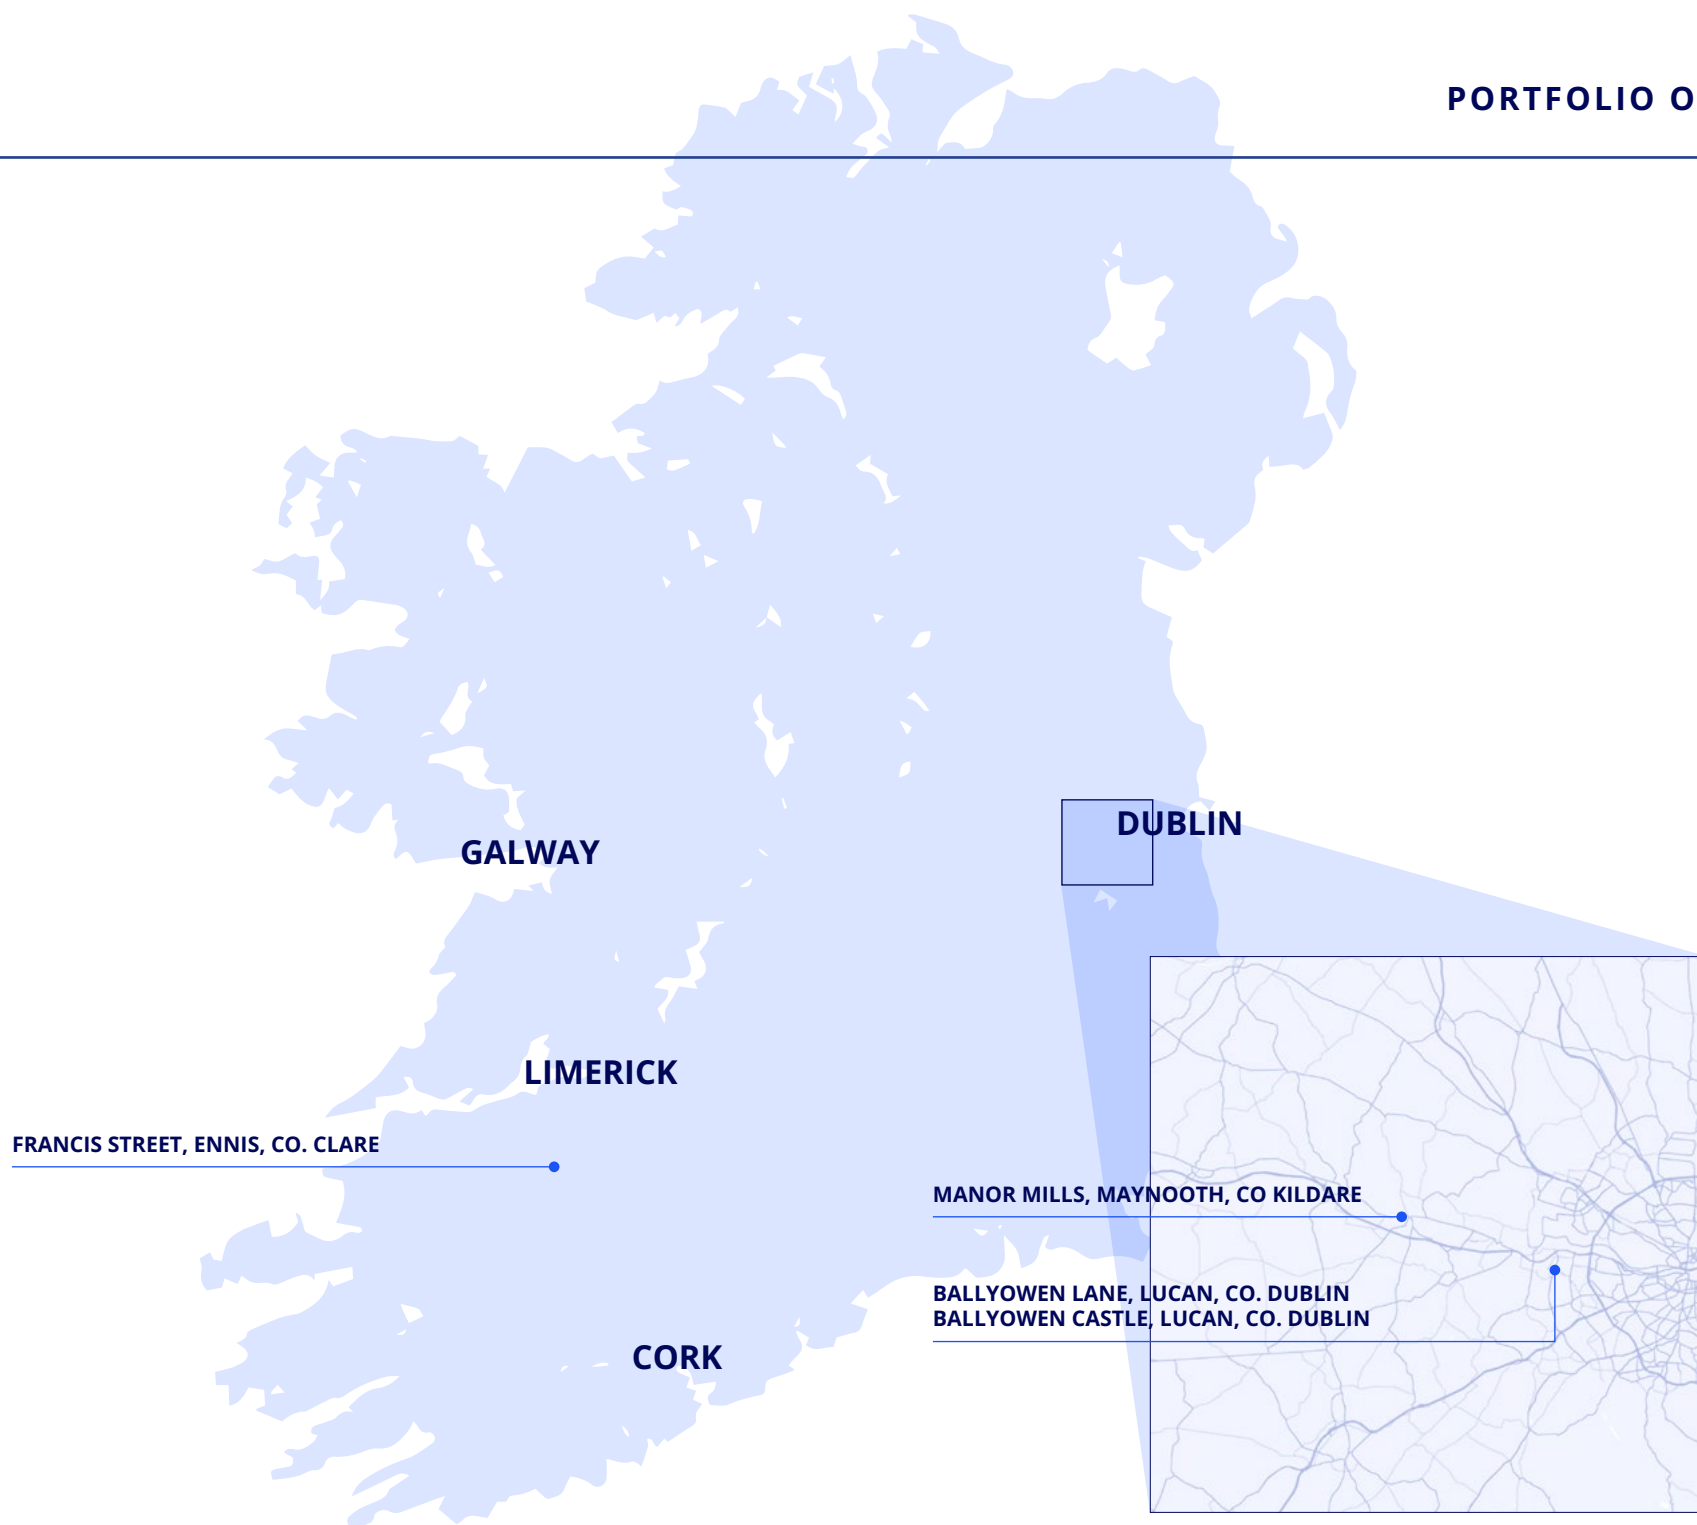 PORTFOLIO O
DUBLIN
GALWAY
LIMERICK
FRANCIS STREET, ENNIS, CO. CLARE
MANOR MILLS, MAYNOOTH, CO KILDARE
BALLYOWEN LANE, LUCAN, CO. DUBLIN
BALLYOWEN CASTLE, LUCAN, CO. DUBLIN
CORK